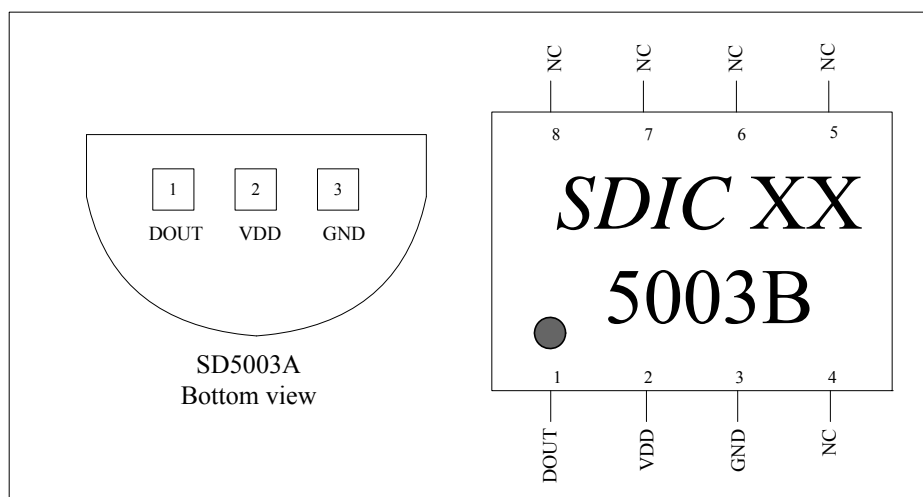 1 2 3
DOUT VDD GND
SD5003A
Bottom view
NC NC NC NC
8 7 6 5
SDIC XX
5003B
1 2 3 4
DOUT VDD GND NC